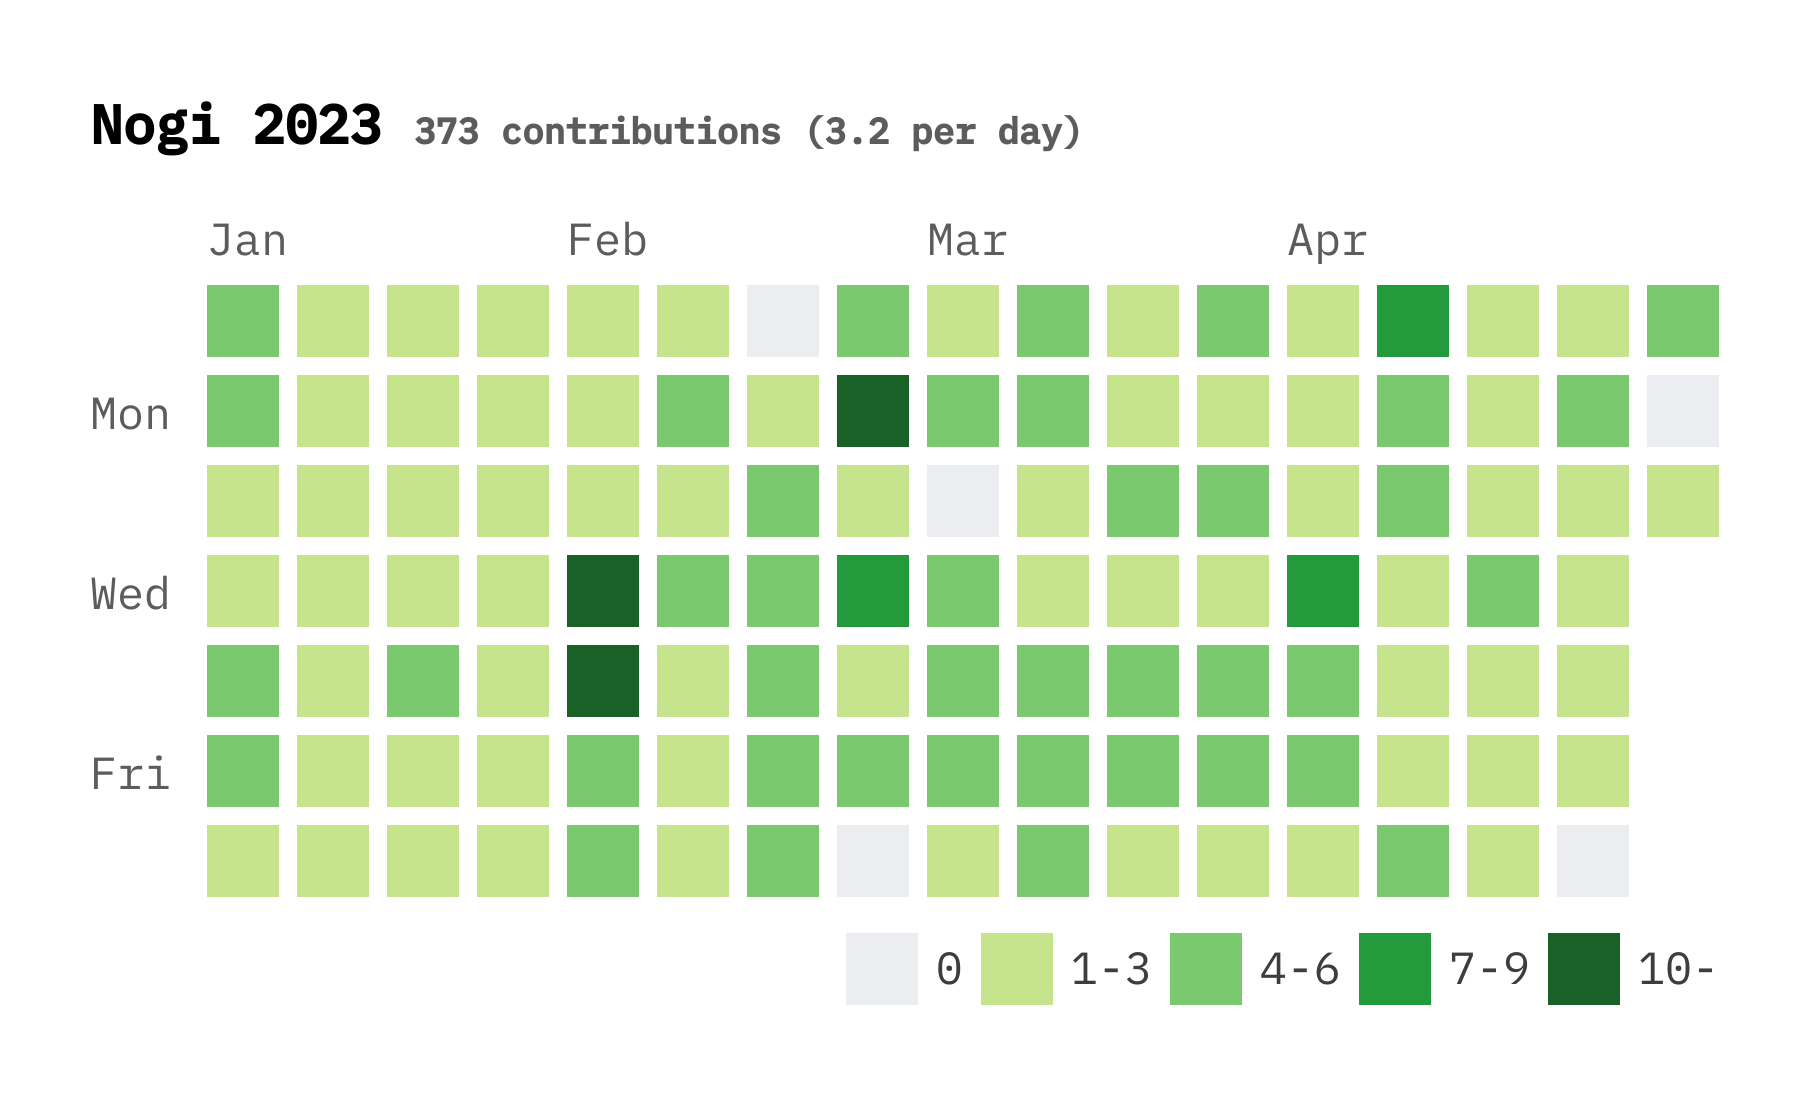 Nogi 2023 373 contributions (3.2 per day)
Jan Feb Mar Apr
Mon
Wed
Fri
0 1-3 4-6 7-9 10-